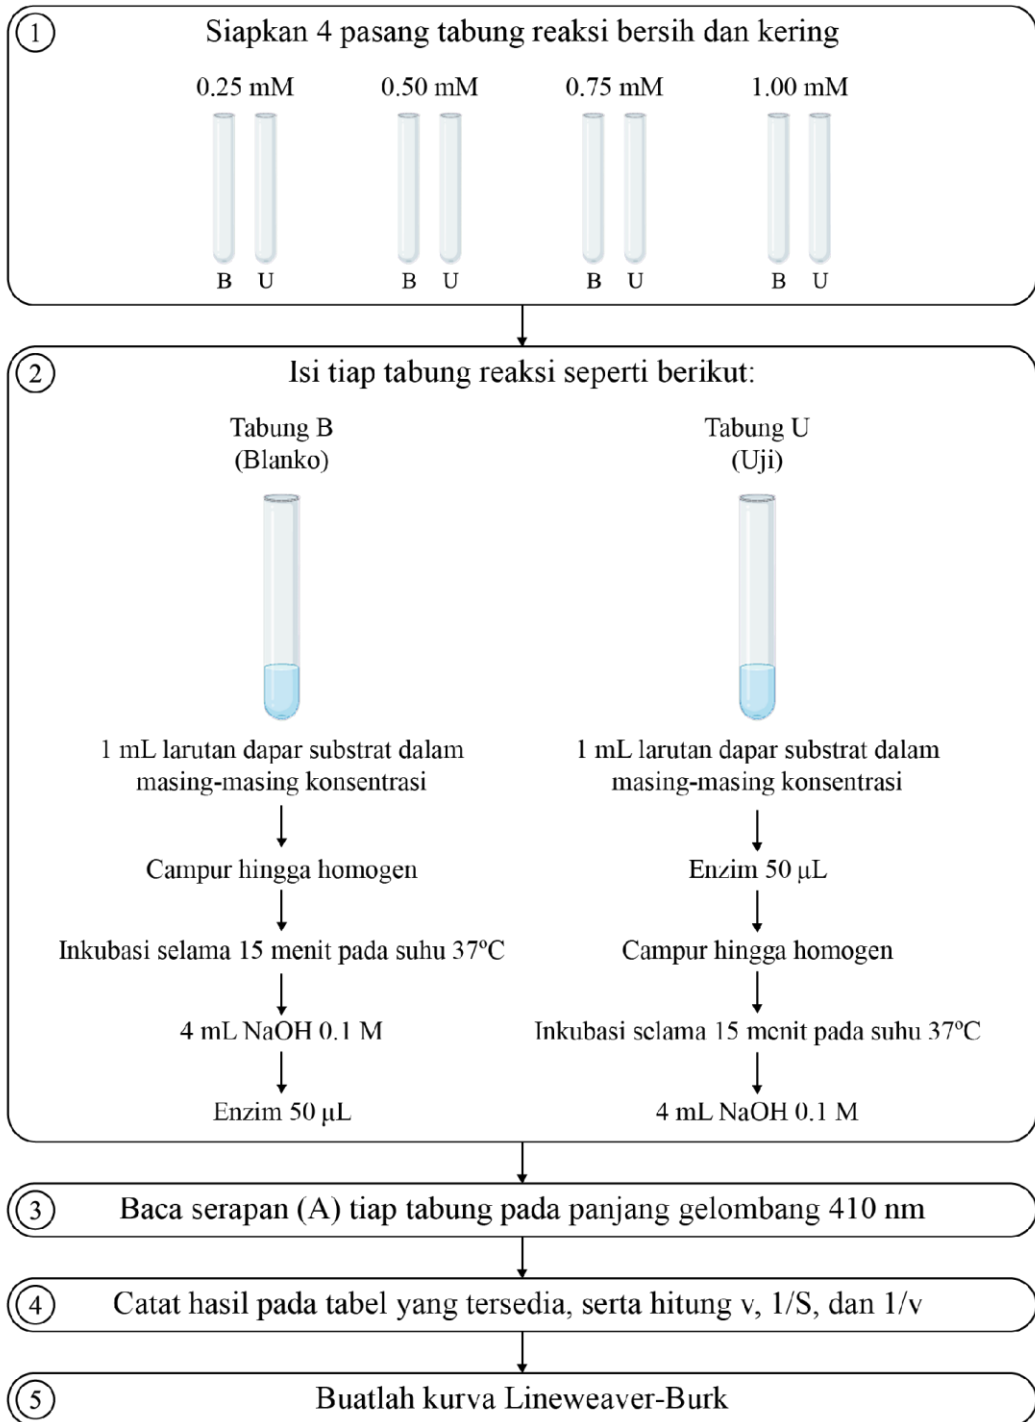 1
Siapkan 4 pasang tabung reaksi bersih dan kering
0.25 mM
0.50 mM
0.75 mM
1.00 mM
B U
B U
B U
B U
2
Isi tiap tabung reaksi seperti berikut:
Tabung B
(Blanko)
1 mL larutan dapar substrat dalam
masing-masing konsentrasi
Campur hingga homogen
Inkubasi selama 15 menit pada suhu 37ºC
4 mL NaOH 0.1 M
Enzim 50 µL
Tabung U
(Uji)
1 mL larutan dapar substrat dalam
masing-masing konsentrasi
Enzim 50 µL
Campur hingga homogen
Inkubasi selama 15 menit pada suhu 37ºC
4 mL NaOH 0.1 M
3
Baca serapan (A) tiap tabung pada panjang gelombang 410 nm
4
Catat hasil pada tabel yang tersedia, serta hitung v, 1/S, dan 1/v
5
Buatlah kurva Lineweaver-Burk